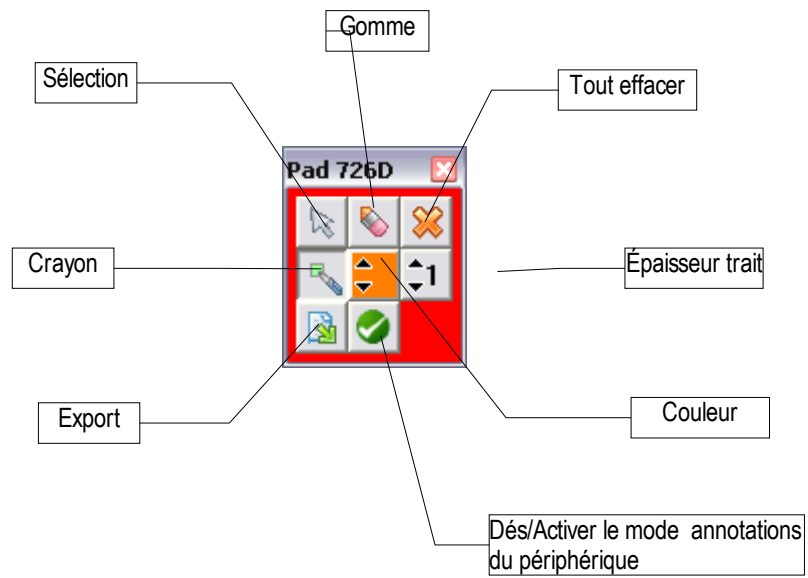 Gomme
Sélection
Tout effacer
Pad 726D
Crayon
1
Épaisseur trait
Export
Couleur
Dés/Activer le mode annotations
du périphérique